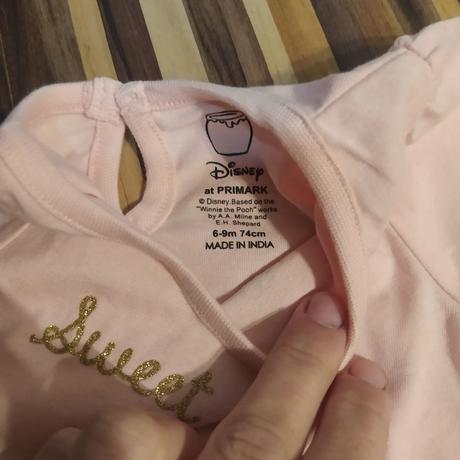 Disney
at PRIMARK
© Disney. Based on the
"Winnie the Pooh" works
by A.A. Milne and
E.H. Shepard
6-9m 74cm
MADE IN INDIA
Sweet